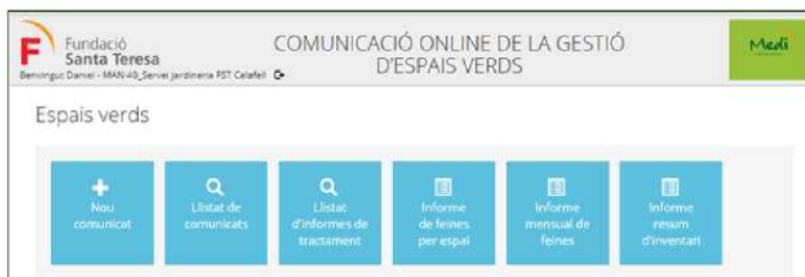 Fundació
Santa Teresa
COMUNICACIÓ ONLINE DE LA GESTIÓ
D'ESPAIS VERDS
Medi
Benvingut Daniel - MAN-40_Servei jardineria FST Calafell
Espais verds
Nou
comunicat
Llistat de
comunicats
Llistat
d'informes de
tractament
Informe
de feines
per espai
Informe
mensual de
feines
Informe
resum
d'inventari